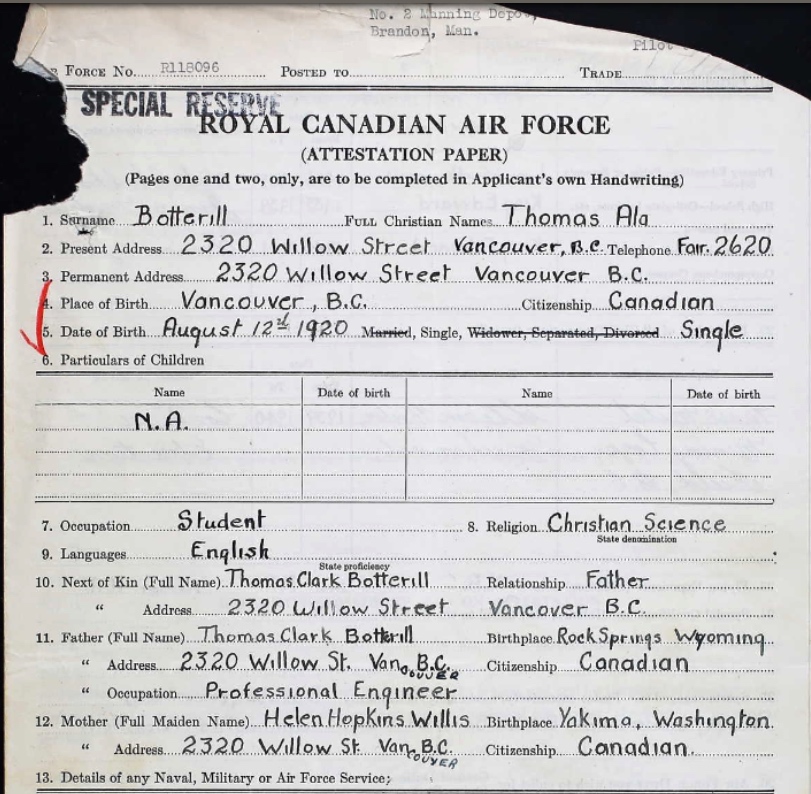 No. 2 Manning Depot,
Brandon, Man.
Pilot
Force No. R118096 Posted to Trade
SPECIAL RESERVE
ROYAL CANADIAN AIR FORCE
(ATTESTATION PAPER)
(Pages one and two, only, are to be completed in Applicant's own Handwriting)
1. Surname Botterill Full Christian Names Thomas Ala
2. Present Address 2320 Willow Street Vancouver, B.C. Telephone Fair. 2620
3. Permanent Address 2320 Willow Street Vancouver B.C.
4. Place of Birth Vancouver, B.C. Citizenship Canadian
5. Date of Birth August 12th 1920 Married, Single, Widower, Separated, Divorced Single
6. Particulars of Children
Name Date of birth Name Date of birth
N.A.
7. Occupation Student 8. Religion Christian Science
State denomination
9. Languages English
State proficiency
10. Next of Kin (Full Name) Thomas Clark Botterill Relationship Father
" Address 2320 Willow Street Vancover B.C.
11. Father (Full Name) Thomas Clark Botterill Birthplace Rock Springs Wyoming
" Address 2320 Willow St. Vancouver B.C. Citizenship Canadian
" Occupation Professional Engineer
12. Mother (Full Maiden Name) Helen Hopkins Willis Birthplace Yakima, Washington
" Address 2320 Willow St. Vancouver B.C. Citizenship Canadian.
13. Details of any Naval, Military or Air Force Service;